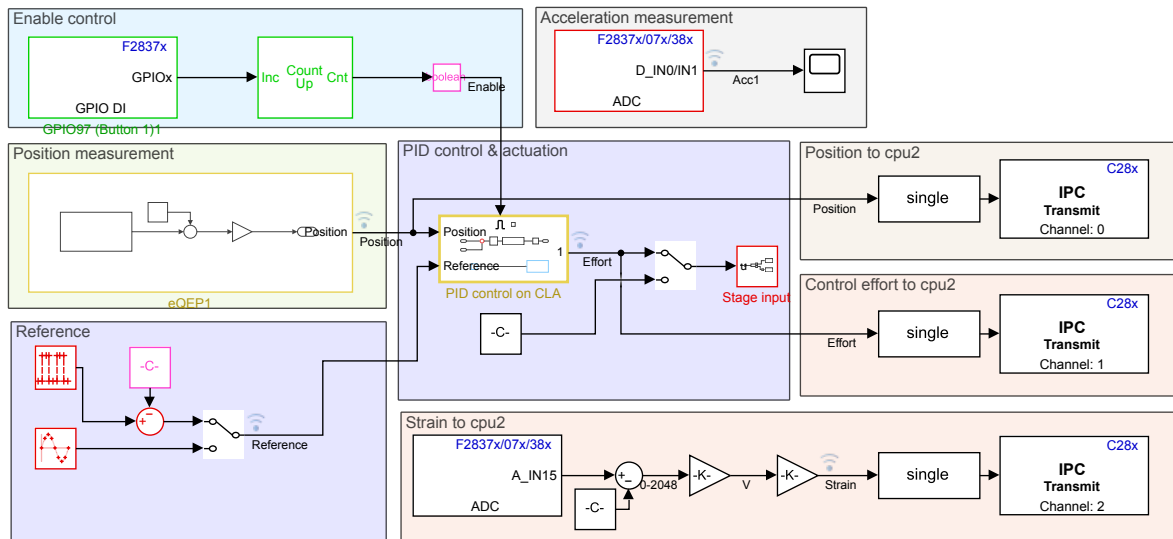 Enable control
F2837x
GPIOx
GPIO DI
GPIO97 (Button 1)1
Inc
Count
Up
Cnt
oolean
Enable
Acceleration measurement
F2837x/07x/38x
D_IN0/IN1
ADC
Acc1
Position measurement
Position
Position
eQEP1
PID control & actuation
Position
Reference
1
PID control on CLA
Effort
-C-
u
Stage input
Position to cpu2
Position
single
C28x
IPC
Transmit
Channel: 0
Control effort to cpu2
Effort
single
C28x
IPC
Transmit
Channel: 1
Reference
-C-
Reference
Strain to cpu2
F2837x/07x/38x
A_IN15
ADC
-C-
0-2048
-K-
V
-K-
Strain
single
C28x
IPC
Transmit
Channel: 2